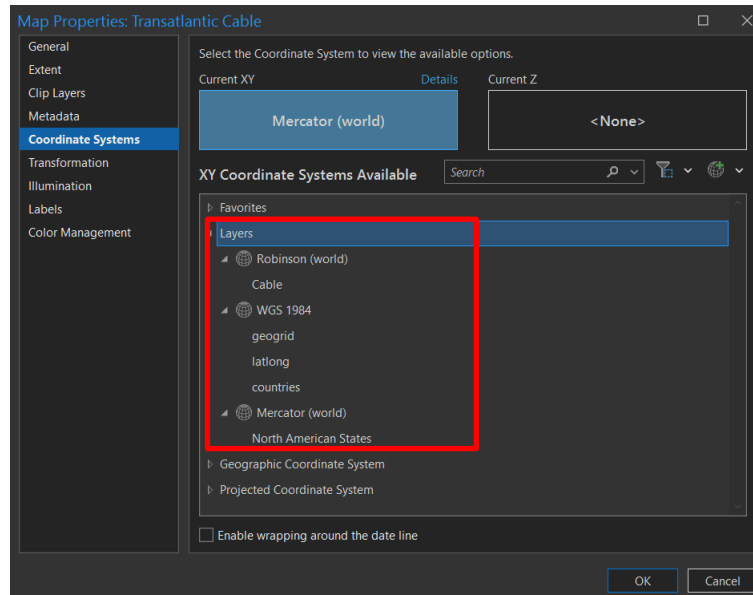 Map Properties: Transatlantic Cable
General
Extent
Clip Layers
Metadata
Coordinate Systems
Transformation
Illumination
Labels
Color Management
Select the Coordinate System to view the available options.
Current XY Details Current Z
Mercator (world) <None>
XY Coordinate Systems Available Search
Favorites
Layers
Robinson (world)
Cable
WGS 1984
geogrid
latlong
countries
Mercator (world)
North American States
Geographic Coordinate System
Projected Coordinate System
Enable wrapping around the date line
OK Cancel